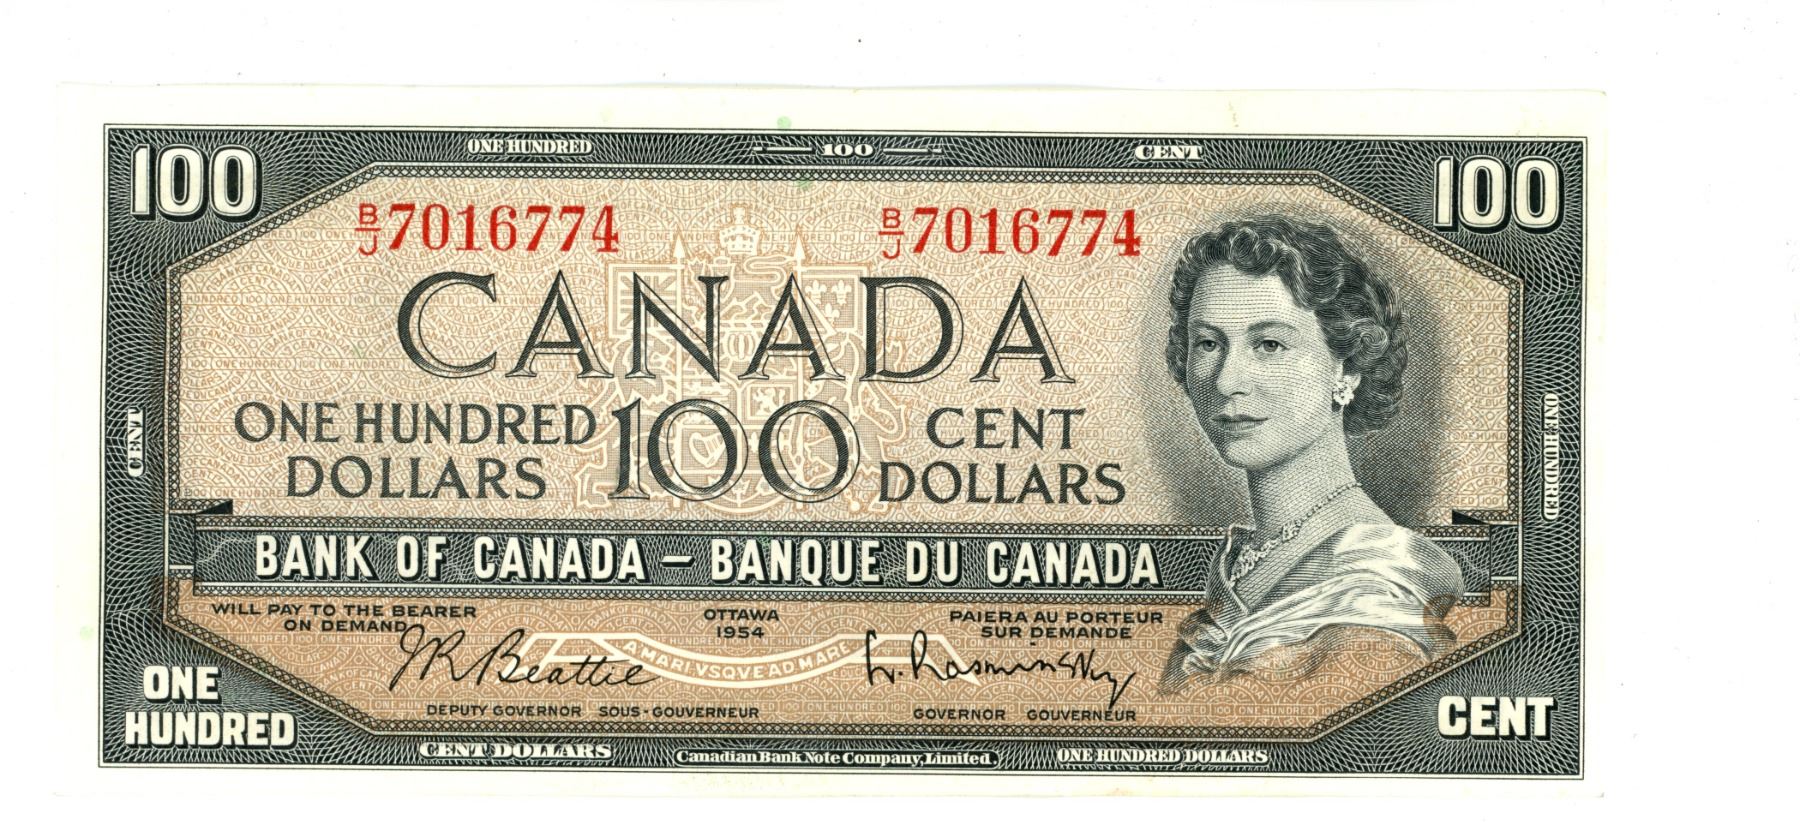 ONE HUNDRED
100
CENT
100
100
B/J 7016774
B/J 7016774
CANADA
ONE HUNDRED DOLLARS
100
CENT DOLLARS
CENT
ONE HUNDRED
BANK OF CANADA – BANQUE DU CANADA
WILL PAY TO THE BEARER
ON DEMAND
OTTAWA
1954
PAIERA AU PORTEUR
SUR DEMANDE
J R Beattie
A MARI VSQVE AD MARE
L. Rasminsky
DEPUTY GOVERNOR SOUS-GOUVERNEUR
GOVERNOR GOUVERNEUR
ONE
HUNDRED
CENT
CENT DOLLARS
Canadian Bank Note Company, Limited
ONE HUNDRED DOLLARS